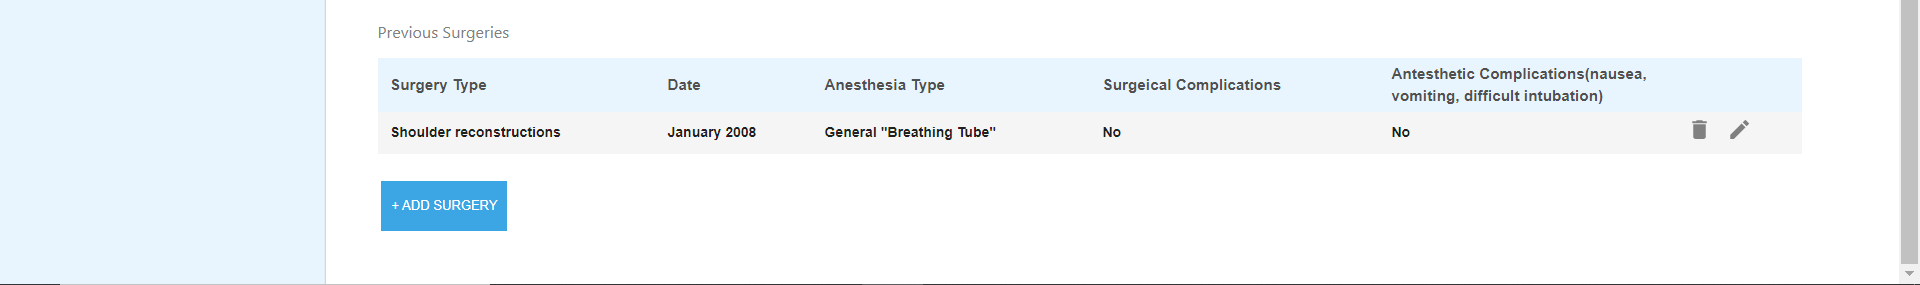 Previous Surgeries
Surgery Type Date Anesthesia Type Surgeical Complications Antesthetic Complications(nausea, vomiting, difficult intubation)
Shoulder reconstructions January 2008 General "Breathing Tube" No No
+ ADD SURGERY